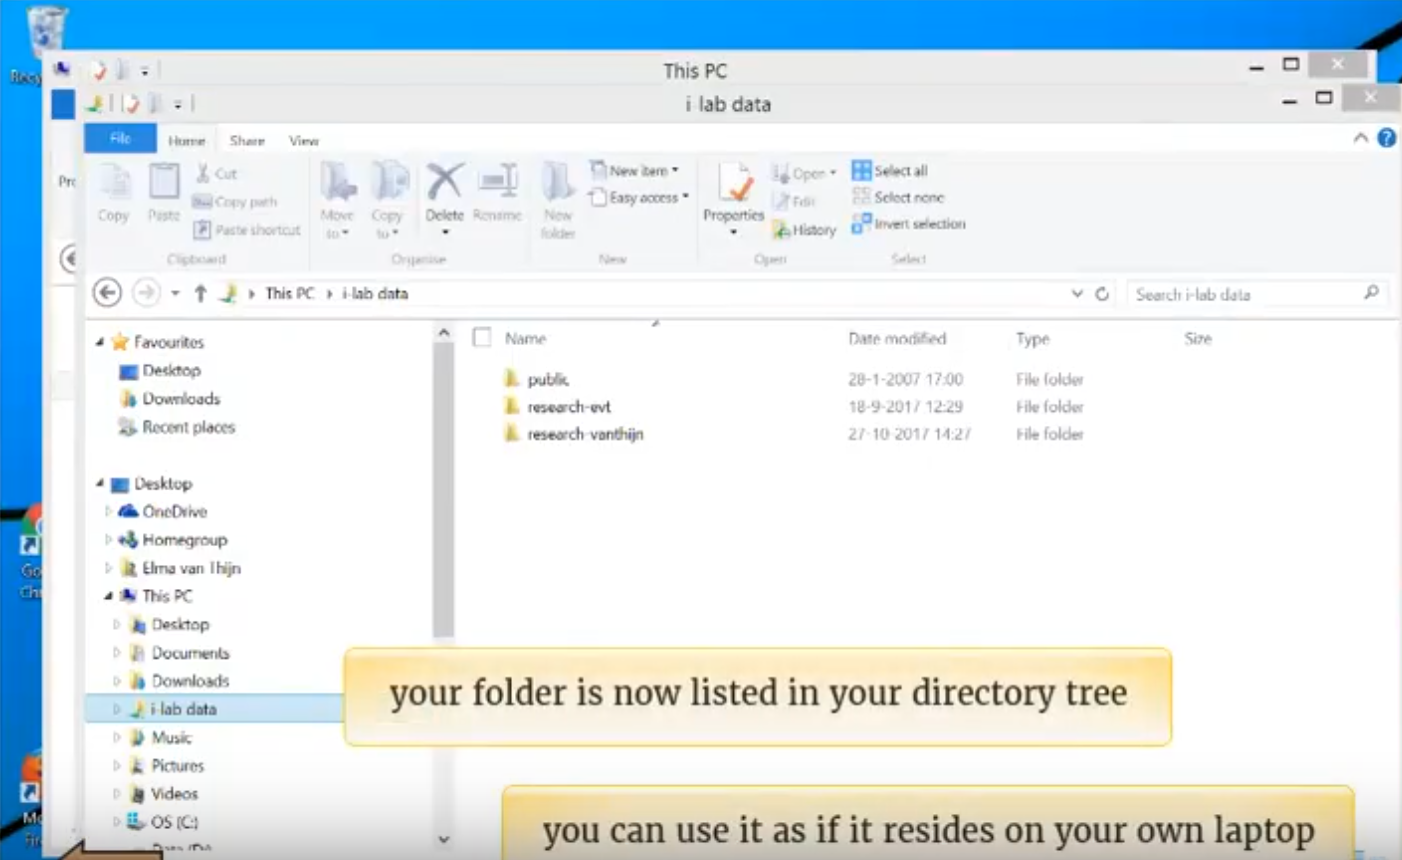 This PC
i-lab data
File Home Share View
Copy
Paste
Cut
Copy path
Paste shortcut
Clipboard
Move to
Copy to
Delete
Rename
Organise
New folder
New item
Easy access
New
Properties
Open
Edit
History
Open
Select all
Select none
Invert selection
Select
This PC i-lab data
Search i-lab data
Name Date modified Type Size
public 28-1-2007 17:00 File folder
research-evt 18-9-2017 12:29 File folder
research-vanthijn 27-10-2017 14:27 File folder
Favourites
Desktop
Downloads
Recent places
Desktop
OneDrive
Homegroup
Elma van Thijn
This PC
Desktop
Documents
Downloads
i-lab data
Music
Pictures
Videos
OS (C:)
Data (D:)
your folder is now listed in your directory tree
you can use it as if it resides on your own laptop